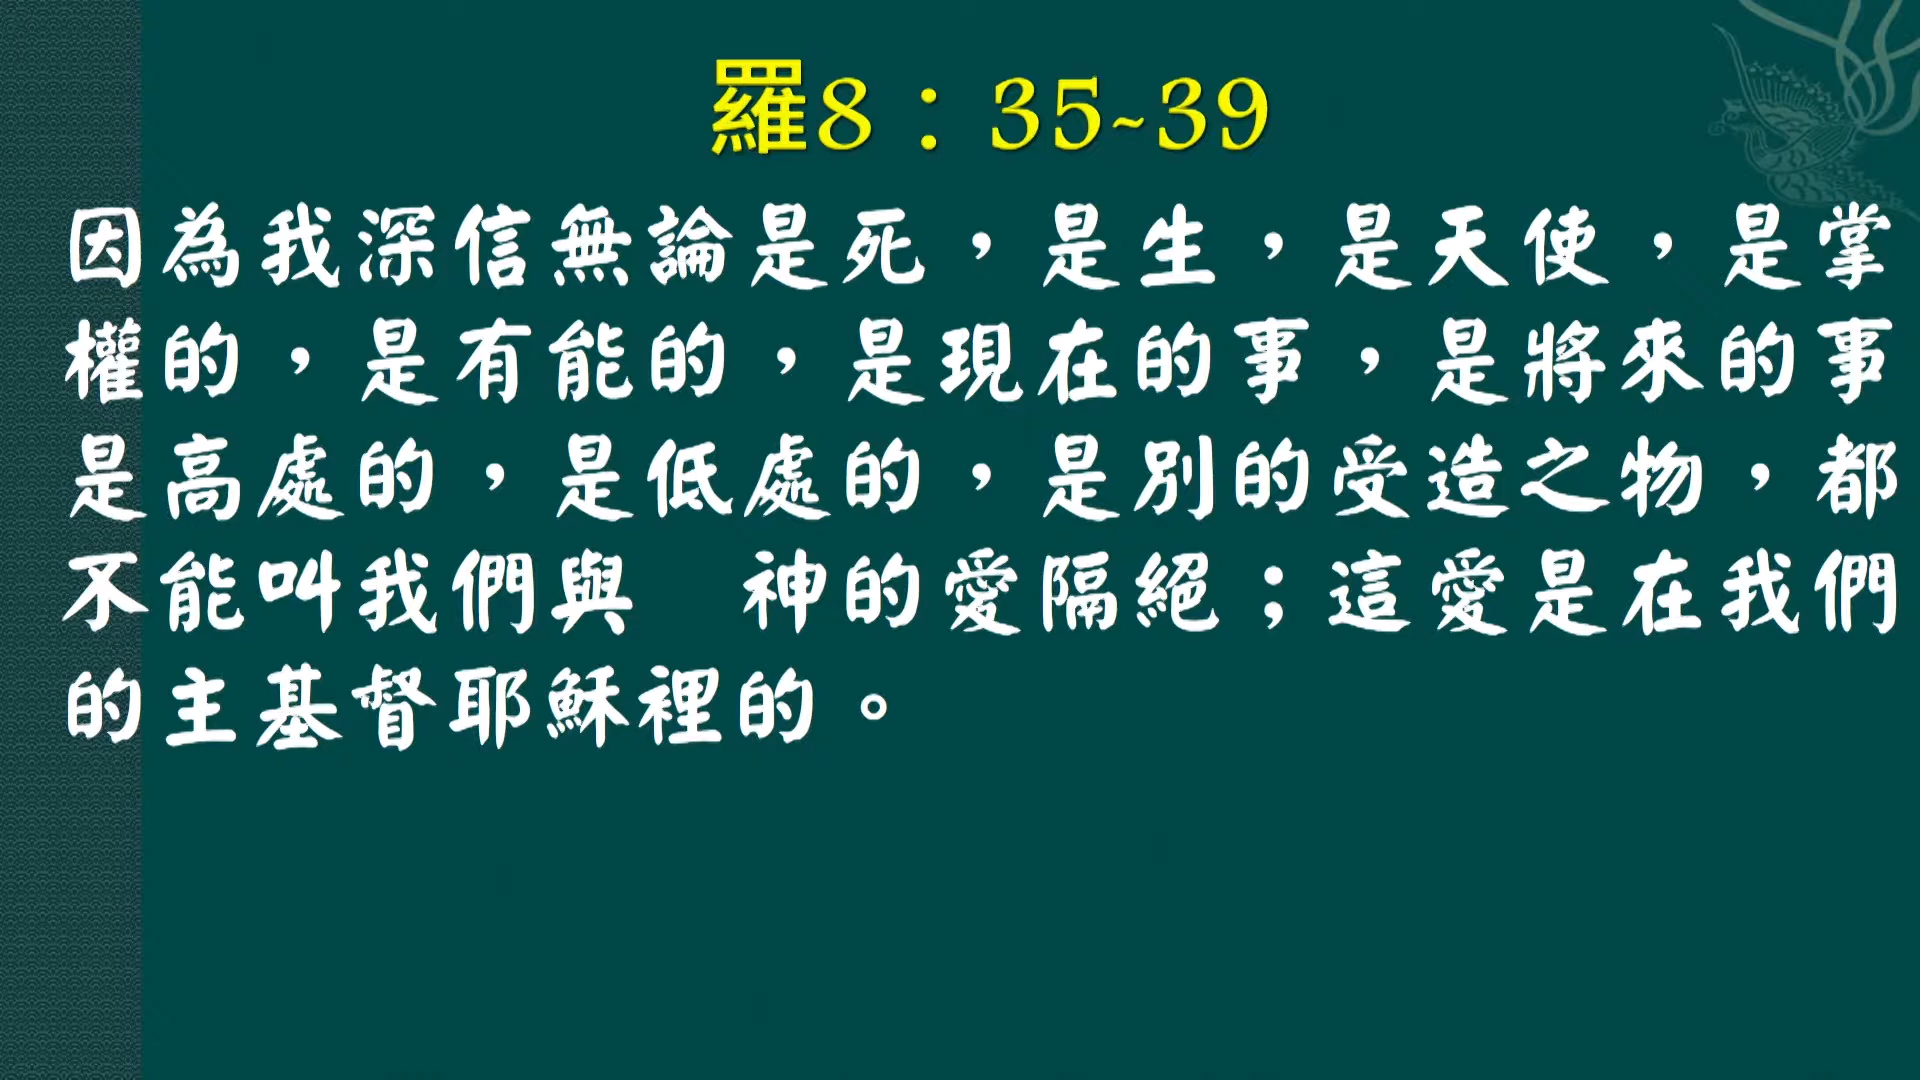 羅8：35~39
因為我深信無論是死，是生，是天使，是掌
權的，是有能的，是現在的事，是將來的事
是高處的，是低處的，是別的受造之物，都
不能叫我們與　神的愛隔絕；這愛是在我們
的主基督耶穌裡的。